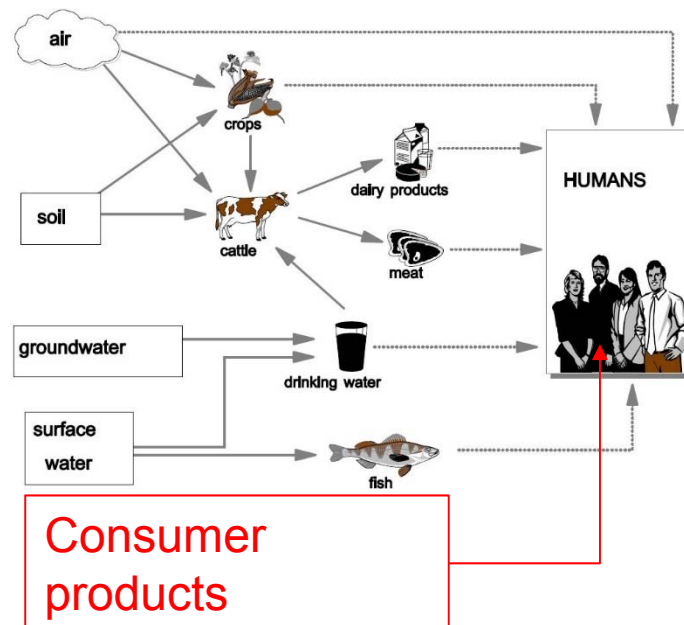 air
crops
dairy products
HUMANS
soil
cattle
meat
groundwater
drinking water
surface
water
fish
Consumer
products